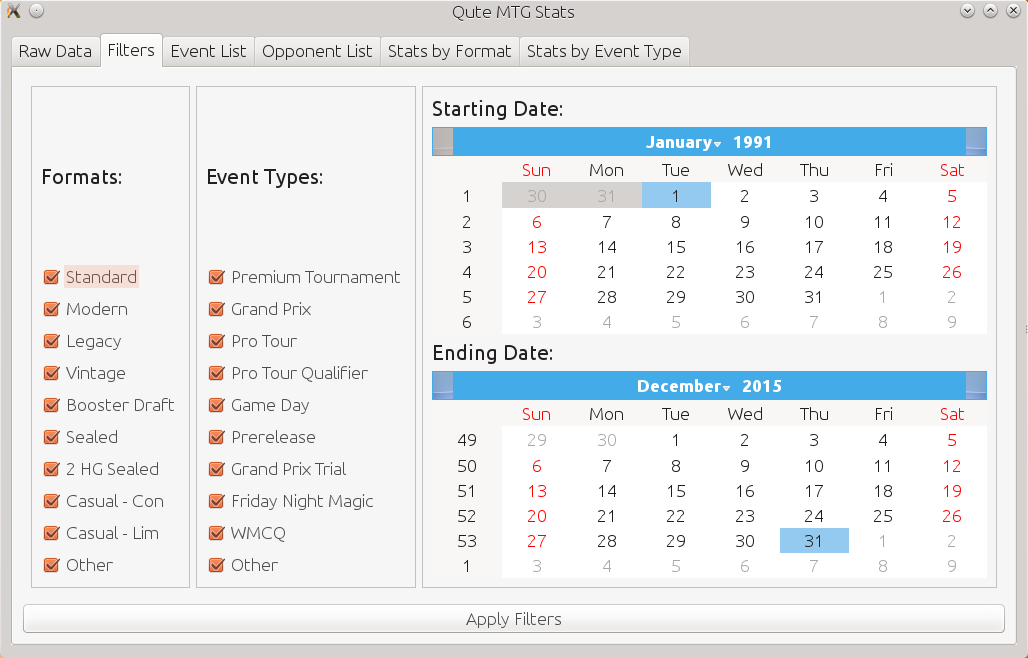 Qute MTG Stats
Raw Data Filters Event List Opponent List Stats by Format Stats by Event Type
Formats:
Standard
Modern
Legacy
Vintage
Booster Draft
Sealed
2 HG Sealed
Casual - Con
Casual - Lim
Other
Event Types:
Premium Tournament
Grand Prix
Pro Tour
Pro Tour Qualifier
Game Day
Prerelease
Grand Prix Trial
Friday Night Magic
WMCQ
Other
Starting Date:
January 1991
Sun Mon Tue Wed Thu Fri Sat
1 30 31 1 2 3 4 5
2 6 7 8 9 10 11 12
3 13 14 15 16 17 18 19
4 20 21 22 23 24 25 26
5 27 28 29 30 31 1 2
6 3 4 5 6 7 8 9
Ending Date:
December 2015
Sun Mon Tue Wed Thu Fri Sat
49 29 30 1 2 3 4 5
50 6 7 8 9 10 11 12
51 13 14 15 16 17 18 19
52 20 21 22 23 24 25 26
53 27 28 29 30 31 1 2
1 3 4 5 6 7 8 9
Apply Filters